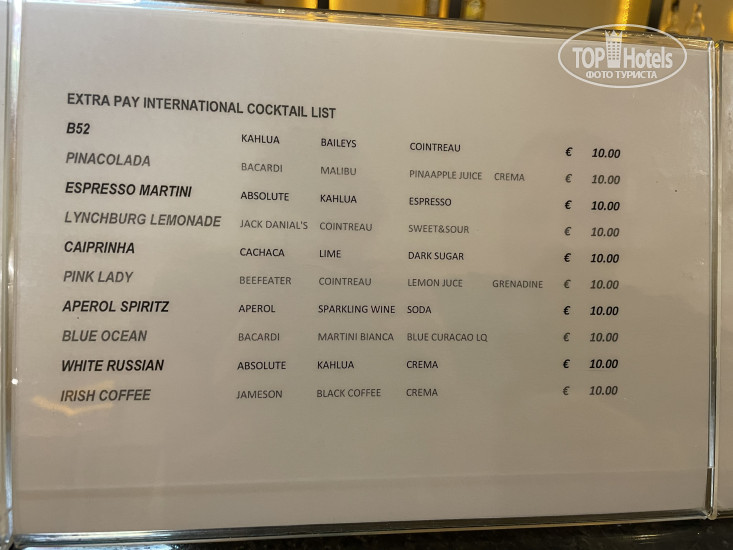 TOP Hotels
ФОТО ТУРИСТА
EXTRA PAY INTERNATIONAL COCKTAIL LIST
B52 KAHLUA BAILEYS COINTREAU € 10.00
PINACOLADA BACARDI MALIBU PINAAPPLE JUICE CREMA € 10.00
ESPRESSO MARTINI ABSOLUTE KAHLUA ESPRESSO € 10.00
LYNCHBURG LEMONADE JACK DANIAL'S COINTREAU SWEET&SOUR € 10.00
CAIPRINHA CACHACA LIME DARK SUGAR € 10.00
PINK LADY BEEFEATER COINTREAU LEMON JUCE GRENADINE € 10.00
APEROL SPIRITZ APEROL SPARKLING WINE SODA € 10.00
BLUE OCEAN BACARDI MARTINI BIANCA BLUE CURACAO LQ € 10.00
WHITE RUSSIAN ABSOLUTE KAHLUA CREMA € 10.00
IRISH COFFEE JAMESON BLACK COFFEE CREMA € 10.00